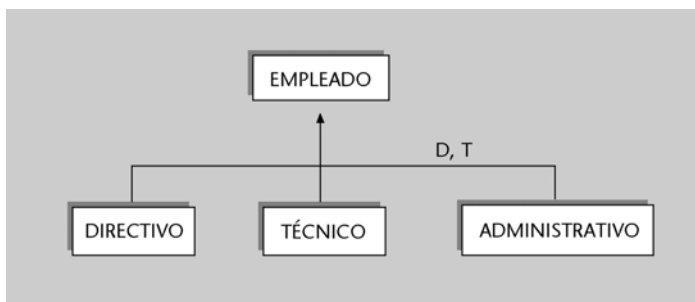 EMPLEADO
D, T
DIRECTIVO
TÉCNICO
ADMINISTRATIVO